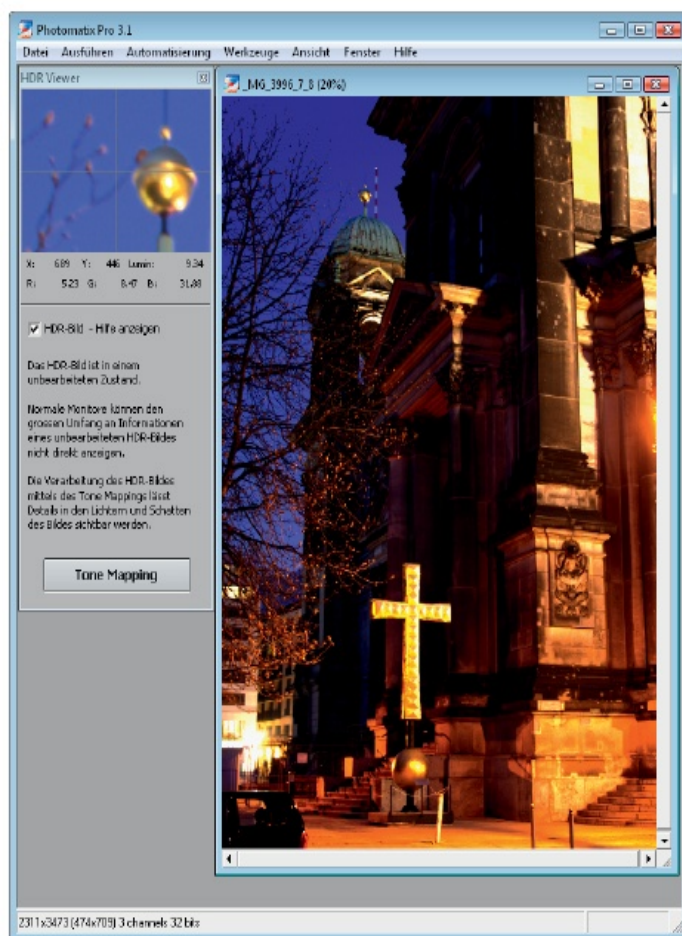 Photomatix Pro 3.1
Datei Ausführen Automatisierung Werkzeuge Ansicht Fenster Hilfe
HDR Viewer
_MG_3996_7_8 (20%)
X: 689 Y: 446 Lumin: 9.34
R: 5.23 G: 8.47 B: 31.88
HDR-Bild - Hilfe anzeigen
Das HDR-Bild ist in einem
unbearbeiteten Zustand.
Normale Monitore können den
grossen Umfang an Informationen
eines unbearbeiteten HDR-Bildes
nicht direkt anzeigen.
Die Verarbeitung des HDR-Bildes
mittels des Tone Mappings lässt
Details in den Lichtern und Schatten
des Bildes sichtbar werden.
Tone Mapping
2311x3473 (474x709) 3 channels 32 bits